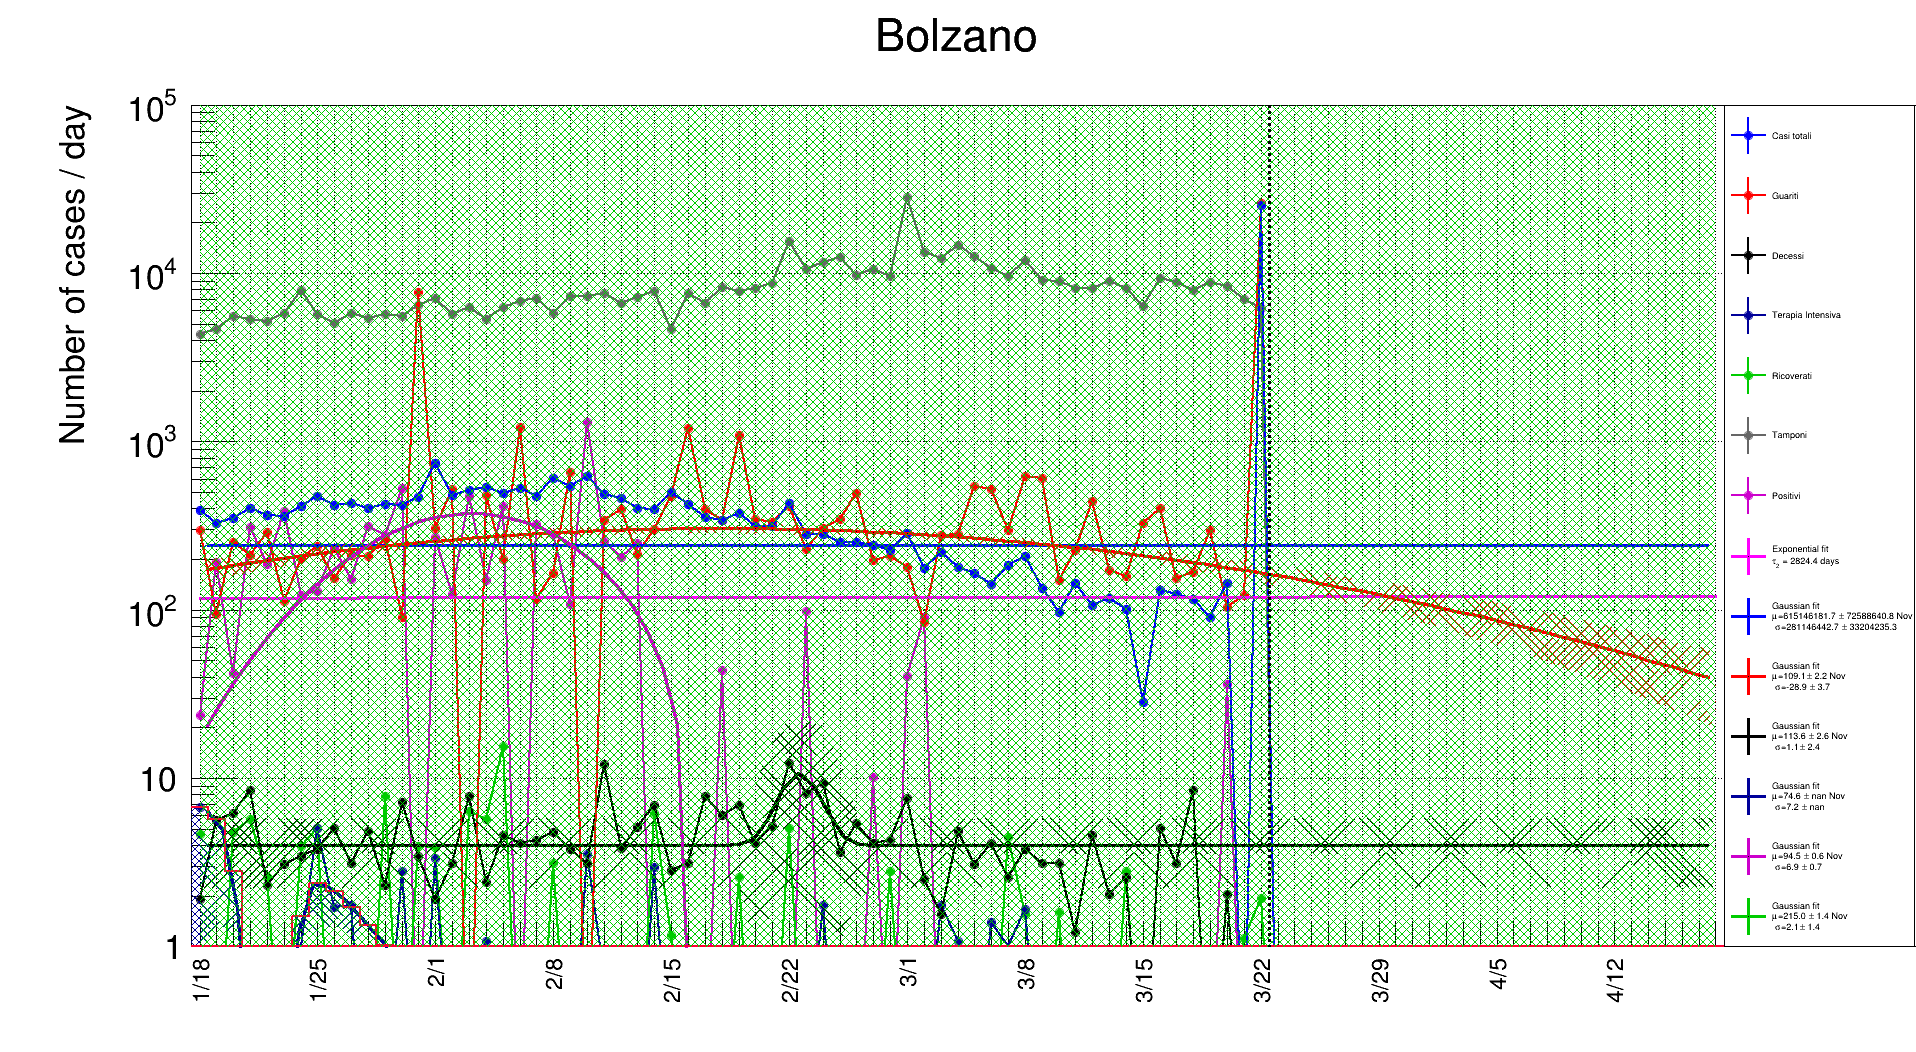 Bolzano
Number of cases / day
10^5
10^4
10^3
10^2
10
1
1/18
1/25
2/1
2/8
2/15
2/22
3/1
3/8
3/15
3/22
3/29
4/5
4/12
Casi totali
Guariti
Decessi
Terapia Intensiva
Ricoverati
Tamponi
Positivi
Exponential fit
τ₂ = 2824.4 days
Gaussian fit
μ=615146181.7 ± 72588640.8 Nov
σ=281146442.7 ± 33204235.3
Gaussian fit
μ=109.1 ± 2.2 Nov
σ=-28.9 ± 3.7
Gaussian fit
μ=113.6 ± 2.6 Nov
σ=1.1 ± 2.4
Gaussian fit
μ=74.6 ± nan Nov
σ=7.2 ± nan
Gaussian fit
μ=94.5 ± 0.6 Nov
σ=6.9 ± 0.7
Gaussian fit
μ=215.0 ± 1.4 Nov
σ=2.1 ± 1.4